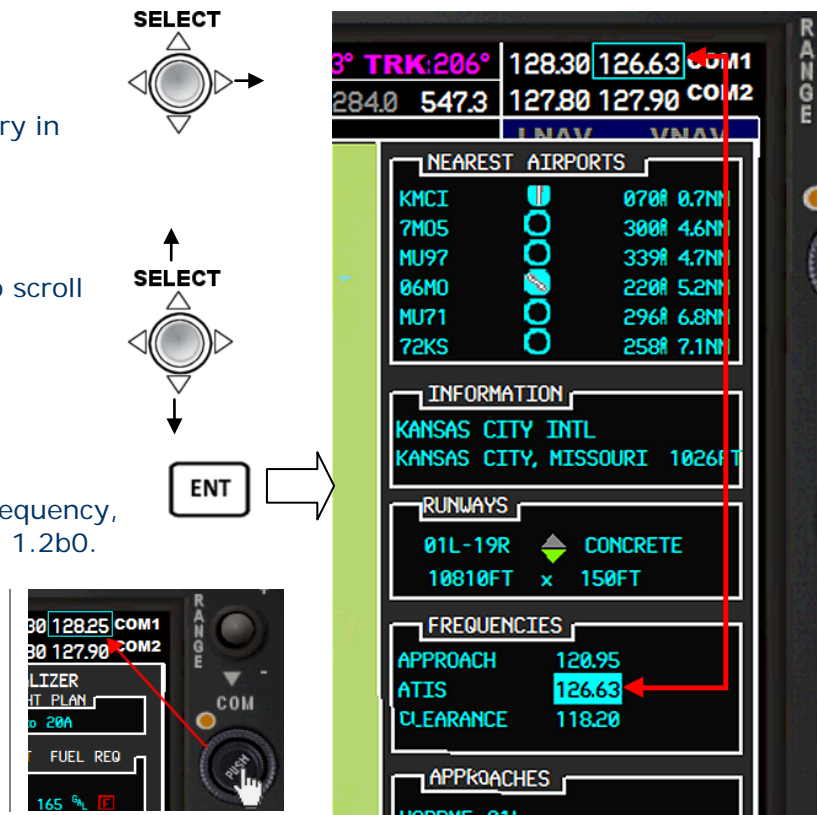 SELECT
ry in
SELECT
o scroll
ENT
equency,
1.2b0.
3° TRK:206° 128.30 126.63 COM1
284.0 547.3 127.80 127.90 COM2
LNAV VNAV
NEAREST AIRPORTS
KMCI 070° 0.7NM
7MO5 300° 4.6NM
MU97 339° 4.7NM
06MO 220° 5.2NM
MU71 296° 6.8NM
72KS 258° 7.1NM
INFORMATION
KANSAS CITY INTL
KANSAS CITY, MISSOURI 1026FT
RUNWAYS
01L-19R CONCRETE
10810FT x 150FT
FREQUENCIES
APPROACH 120.95
ATIS 126.63
CLEARANCE 118.20
APPROACHES
RANGE
30 128.25 COM1
80 127.90 COM2
LIZER
HT PLAN
to 20A
T FUEL REQ
165 GAL F
RANGE
+
-
COM
PUSH